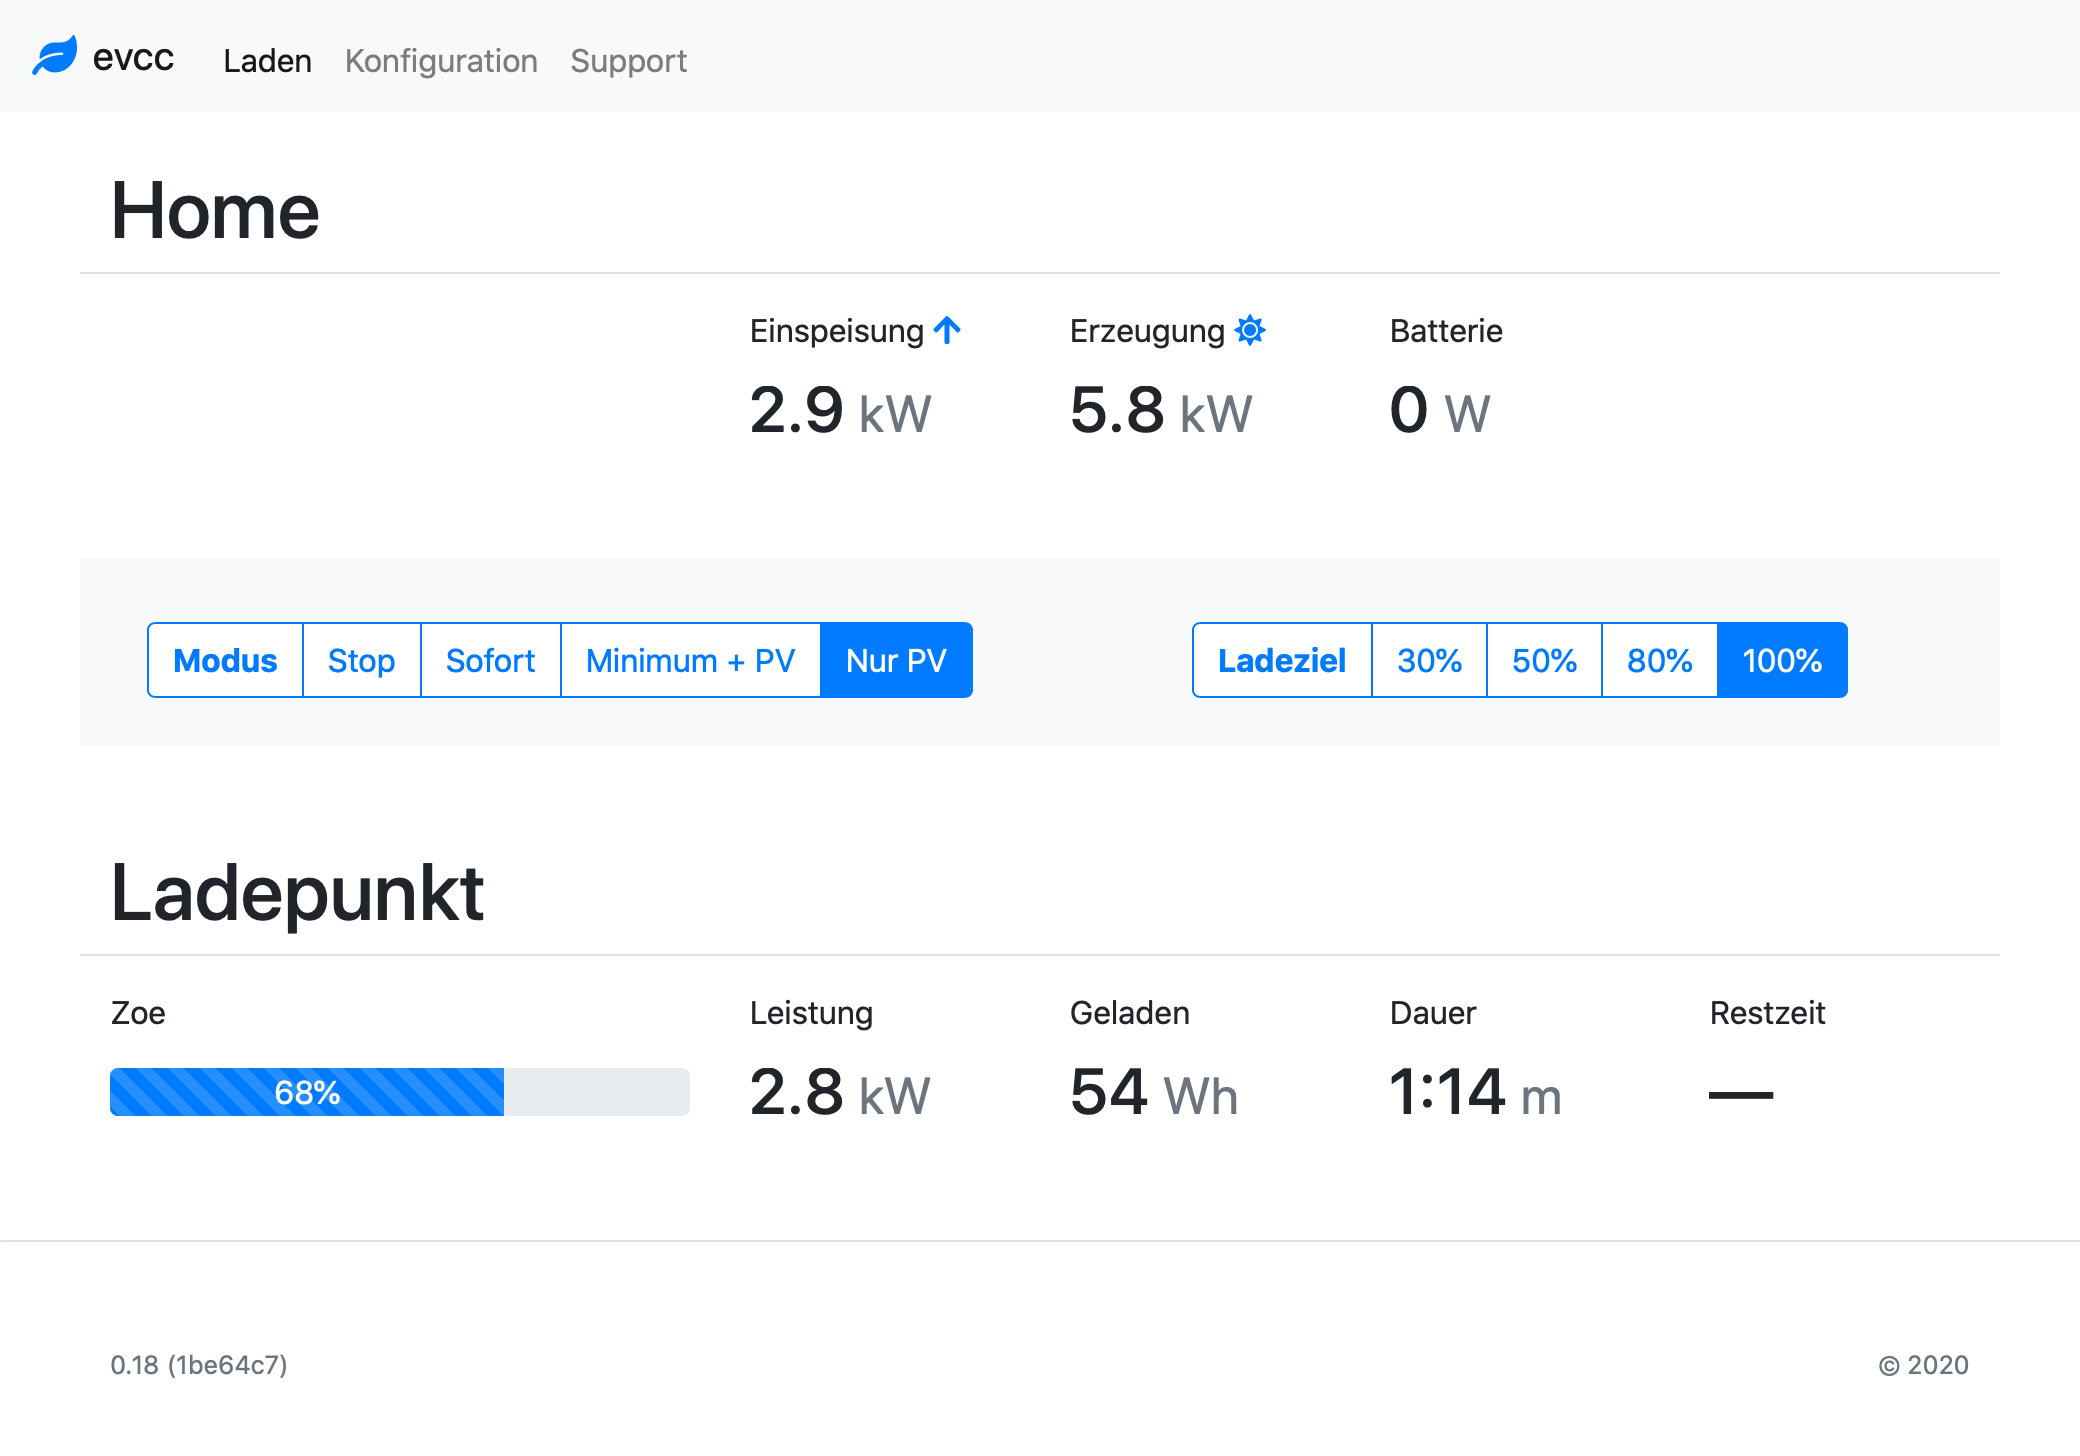 evcc Laden Konfiguration Support
Home
Einspeisung Erzeugung Batterie
2.9 kW 5.8 kW 0 W
Modus Stop Sofort Minimum + PV Nur PV Ladeziel 30% 50% 80% 100%
Ladepunkt
Zoe Leistung Geladen Dauer Restzeit
68% 2.8 kW 54 Wh 1:14 m —
0.18 (1be64c7) © 2020